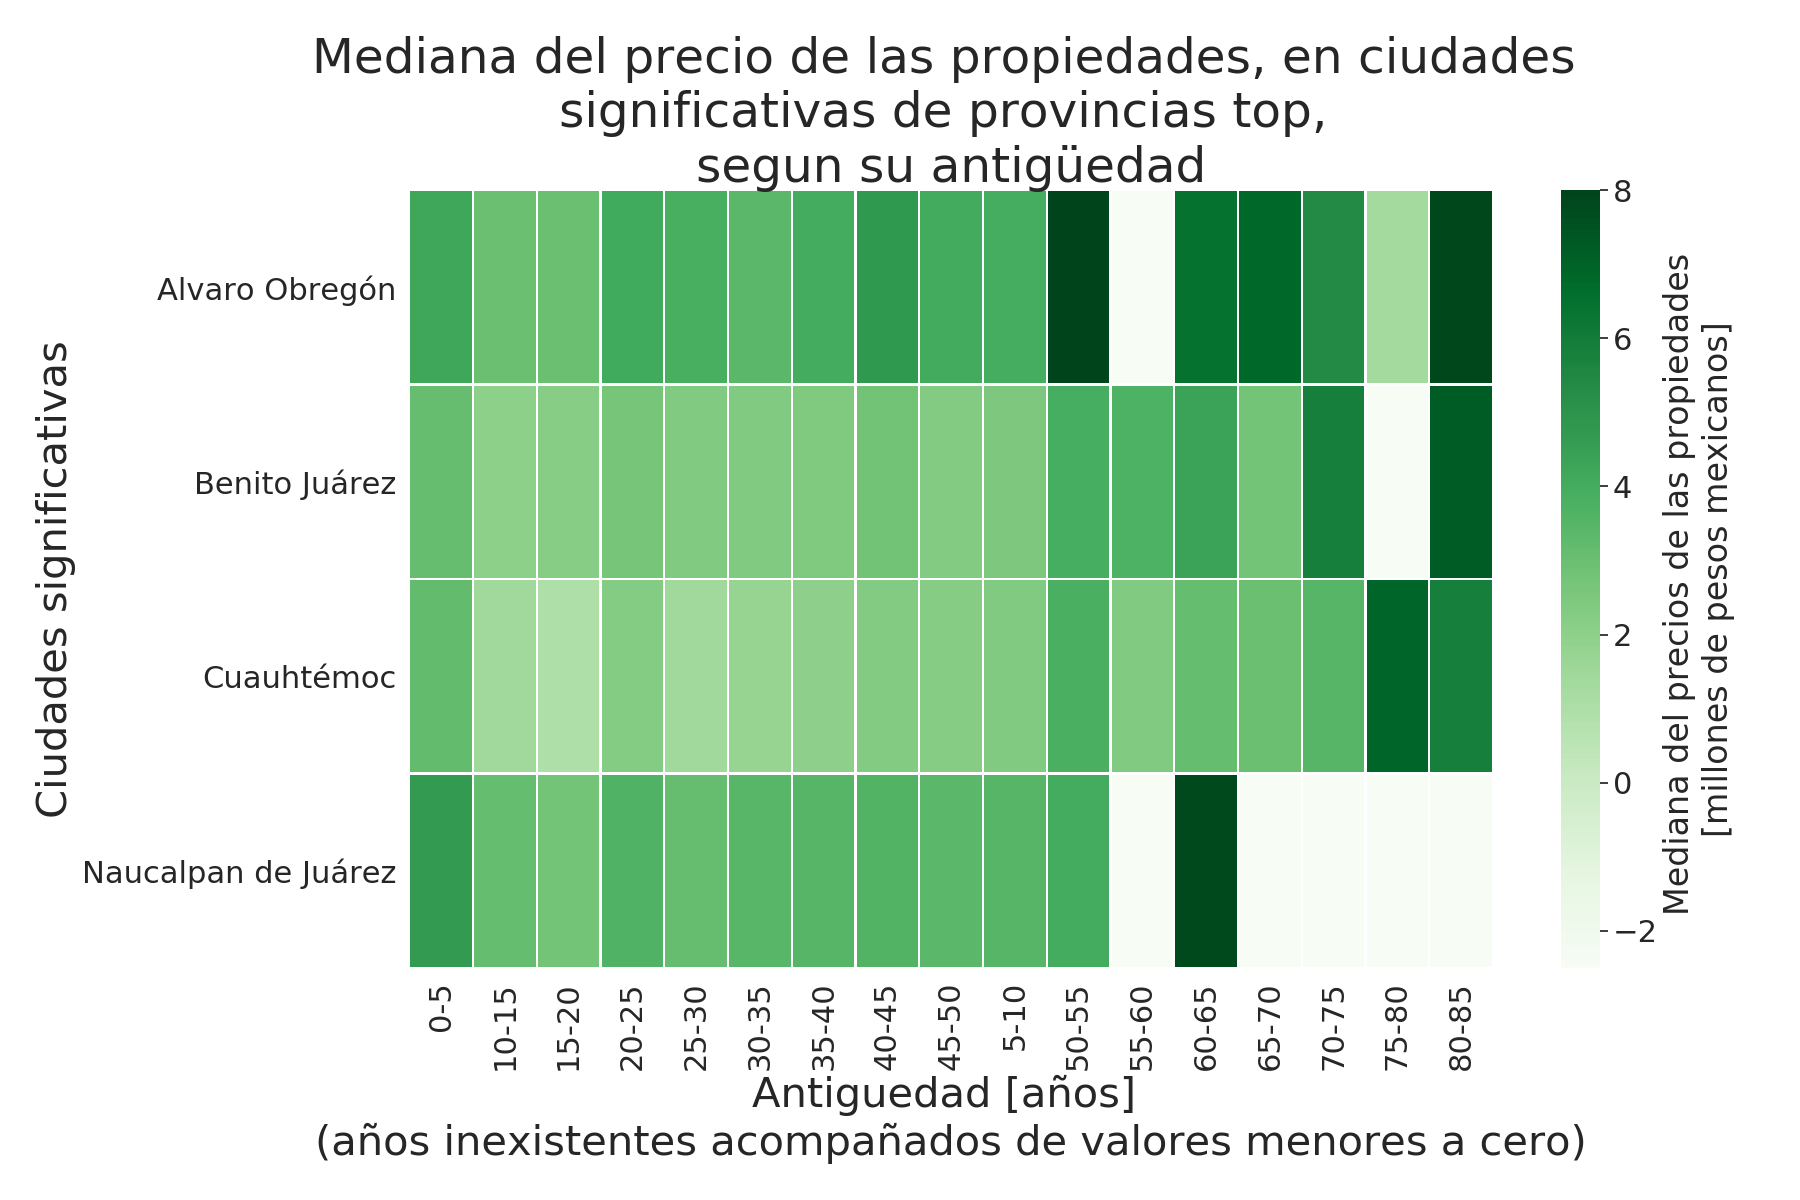 Mediana del precio de las propiedades, en ciudades
significativas de provincias top,
segun su antigüedad
Ciudades significativas
Alvaro Obregón
Benito Juárez
Cuauhtémoc
Naucalpan de Juárez
0-5
10-15
15-20
20-25
25-30
30-35
35-40
40-45
45-50
5-10
50-55
55-60
60-65
65-70
70-75
75-80
80-85
Antiguedad [años]
(años inexistentes acompañados de valores menores a cero)
8
6
4
2
0
−2
Mediana del precios de las propiedades
[millones de pesos mexicanos]